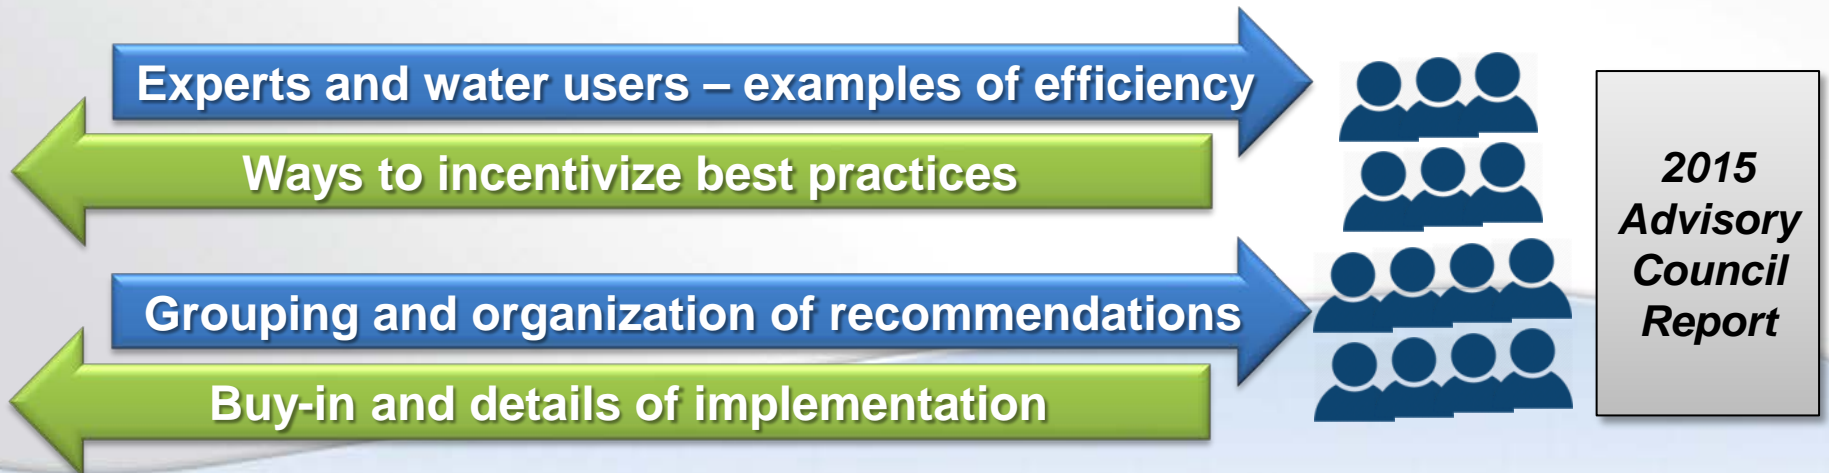 Experts and water users – examples of efficiency
Ways to incentivize best practices
Grouping and organization of recommendations
Buy-in and details of implementation
2015
Advisory
Council
Report